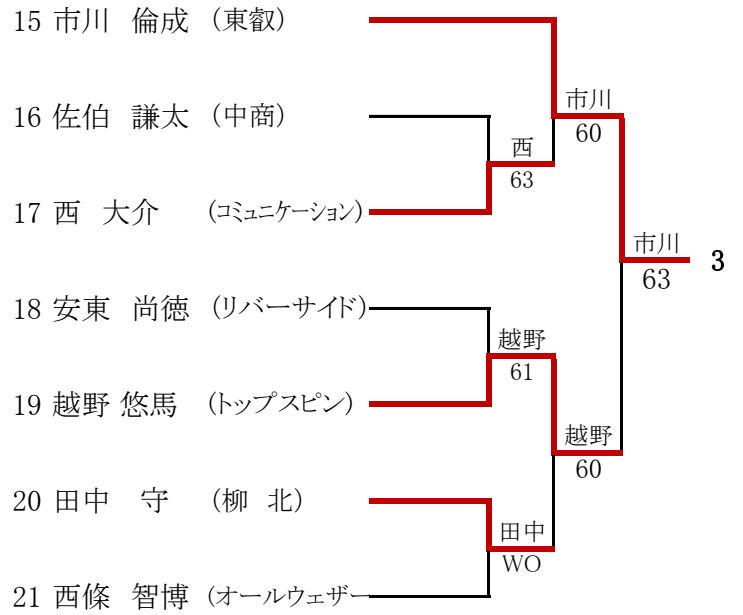 15 市川 倫成 (東叡)
市川
16 佐伯 謙太 (中商)
60
西
63
17 西 大介 (コミュニケーション)
市川
3
63
18 安東 尚徳 (リバーサイド)
越野
61
19 越野 悠馬 (トップスピン)
越野
60
20 田中 守 (柳 北)
田中
WO
21 西條 智博 (オールウェザー